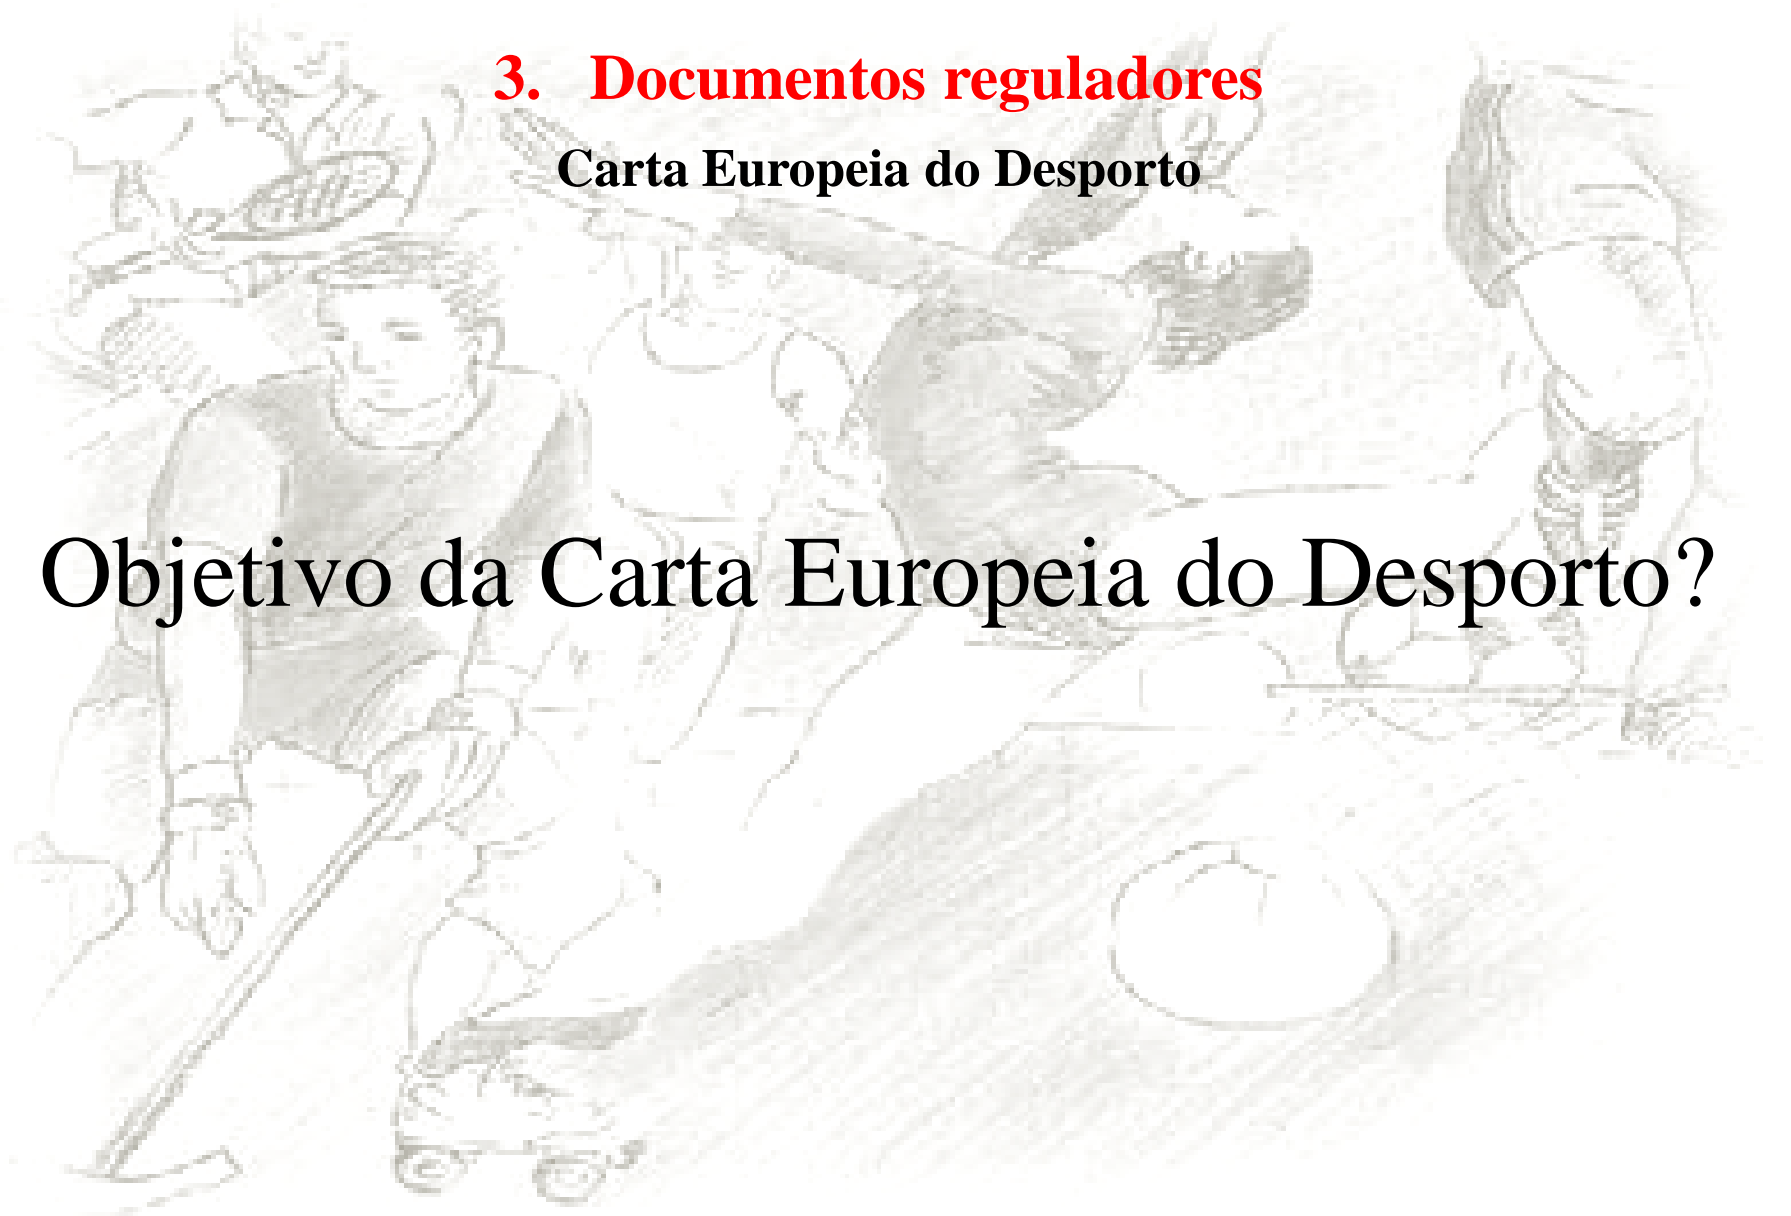 3. Documentos reguladores
Carta Europeia do Desporto
Objetivo da Carta Europeia do Desporto?